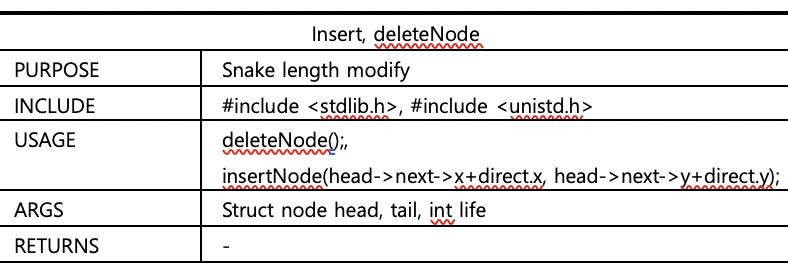 Insert, deleteNode
PURPOSE Snake length modify
INCLUDE #include <stdlib.h>, #include <unistd.h>
USAGE deleteNode();,
insertNode(head->next->x+direct.x, head->next->y+direct.y);
ARGS Struct node head, tail, int life
RETURNS -